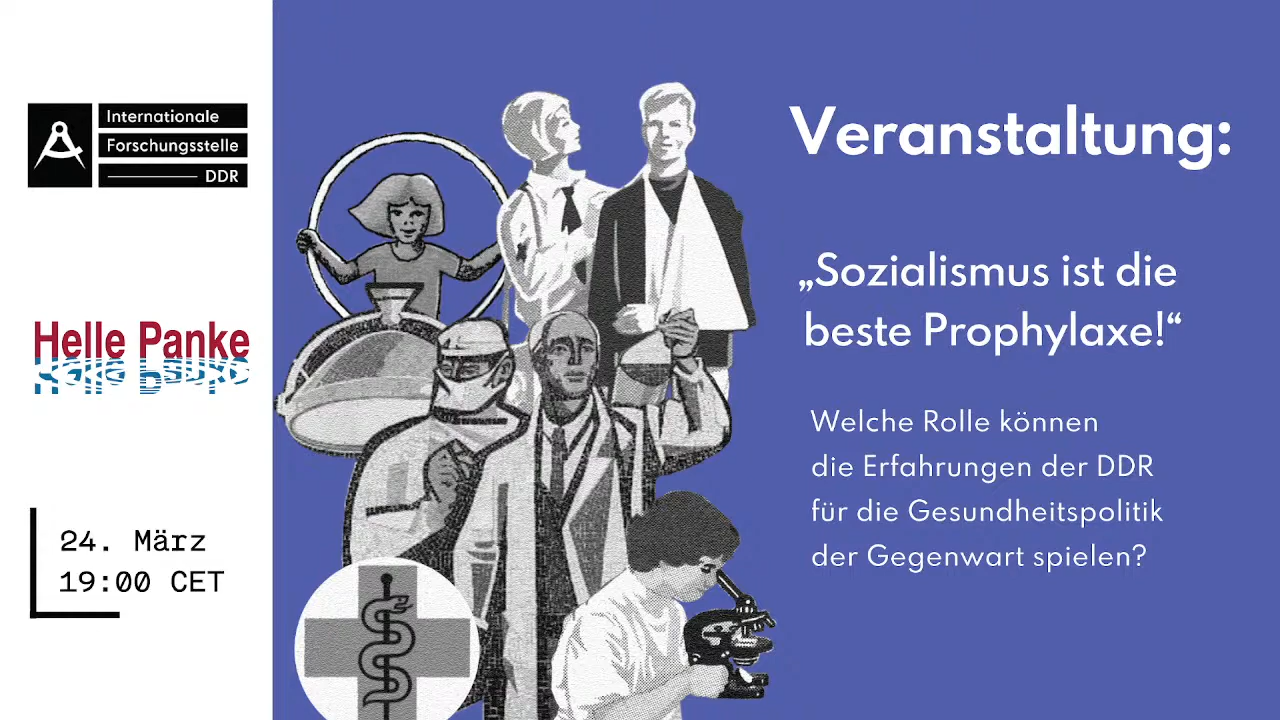 Internationale
Forschungsstelle
DDR
Helle Panke
24. März
19:00 CET
Veranstaltung:
„Sozialismus ist die
beste Prophylaxe!“
Welche Rolle können
die Erfahrungen der DDR
für die Gesundheitspolitik
der Gegenwart spielen?